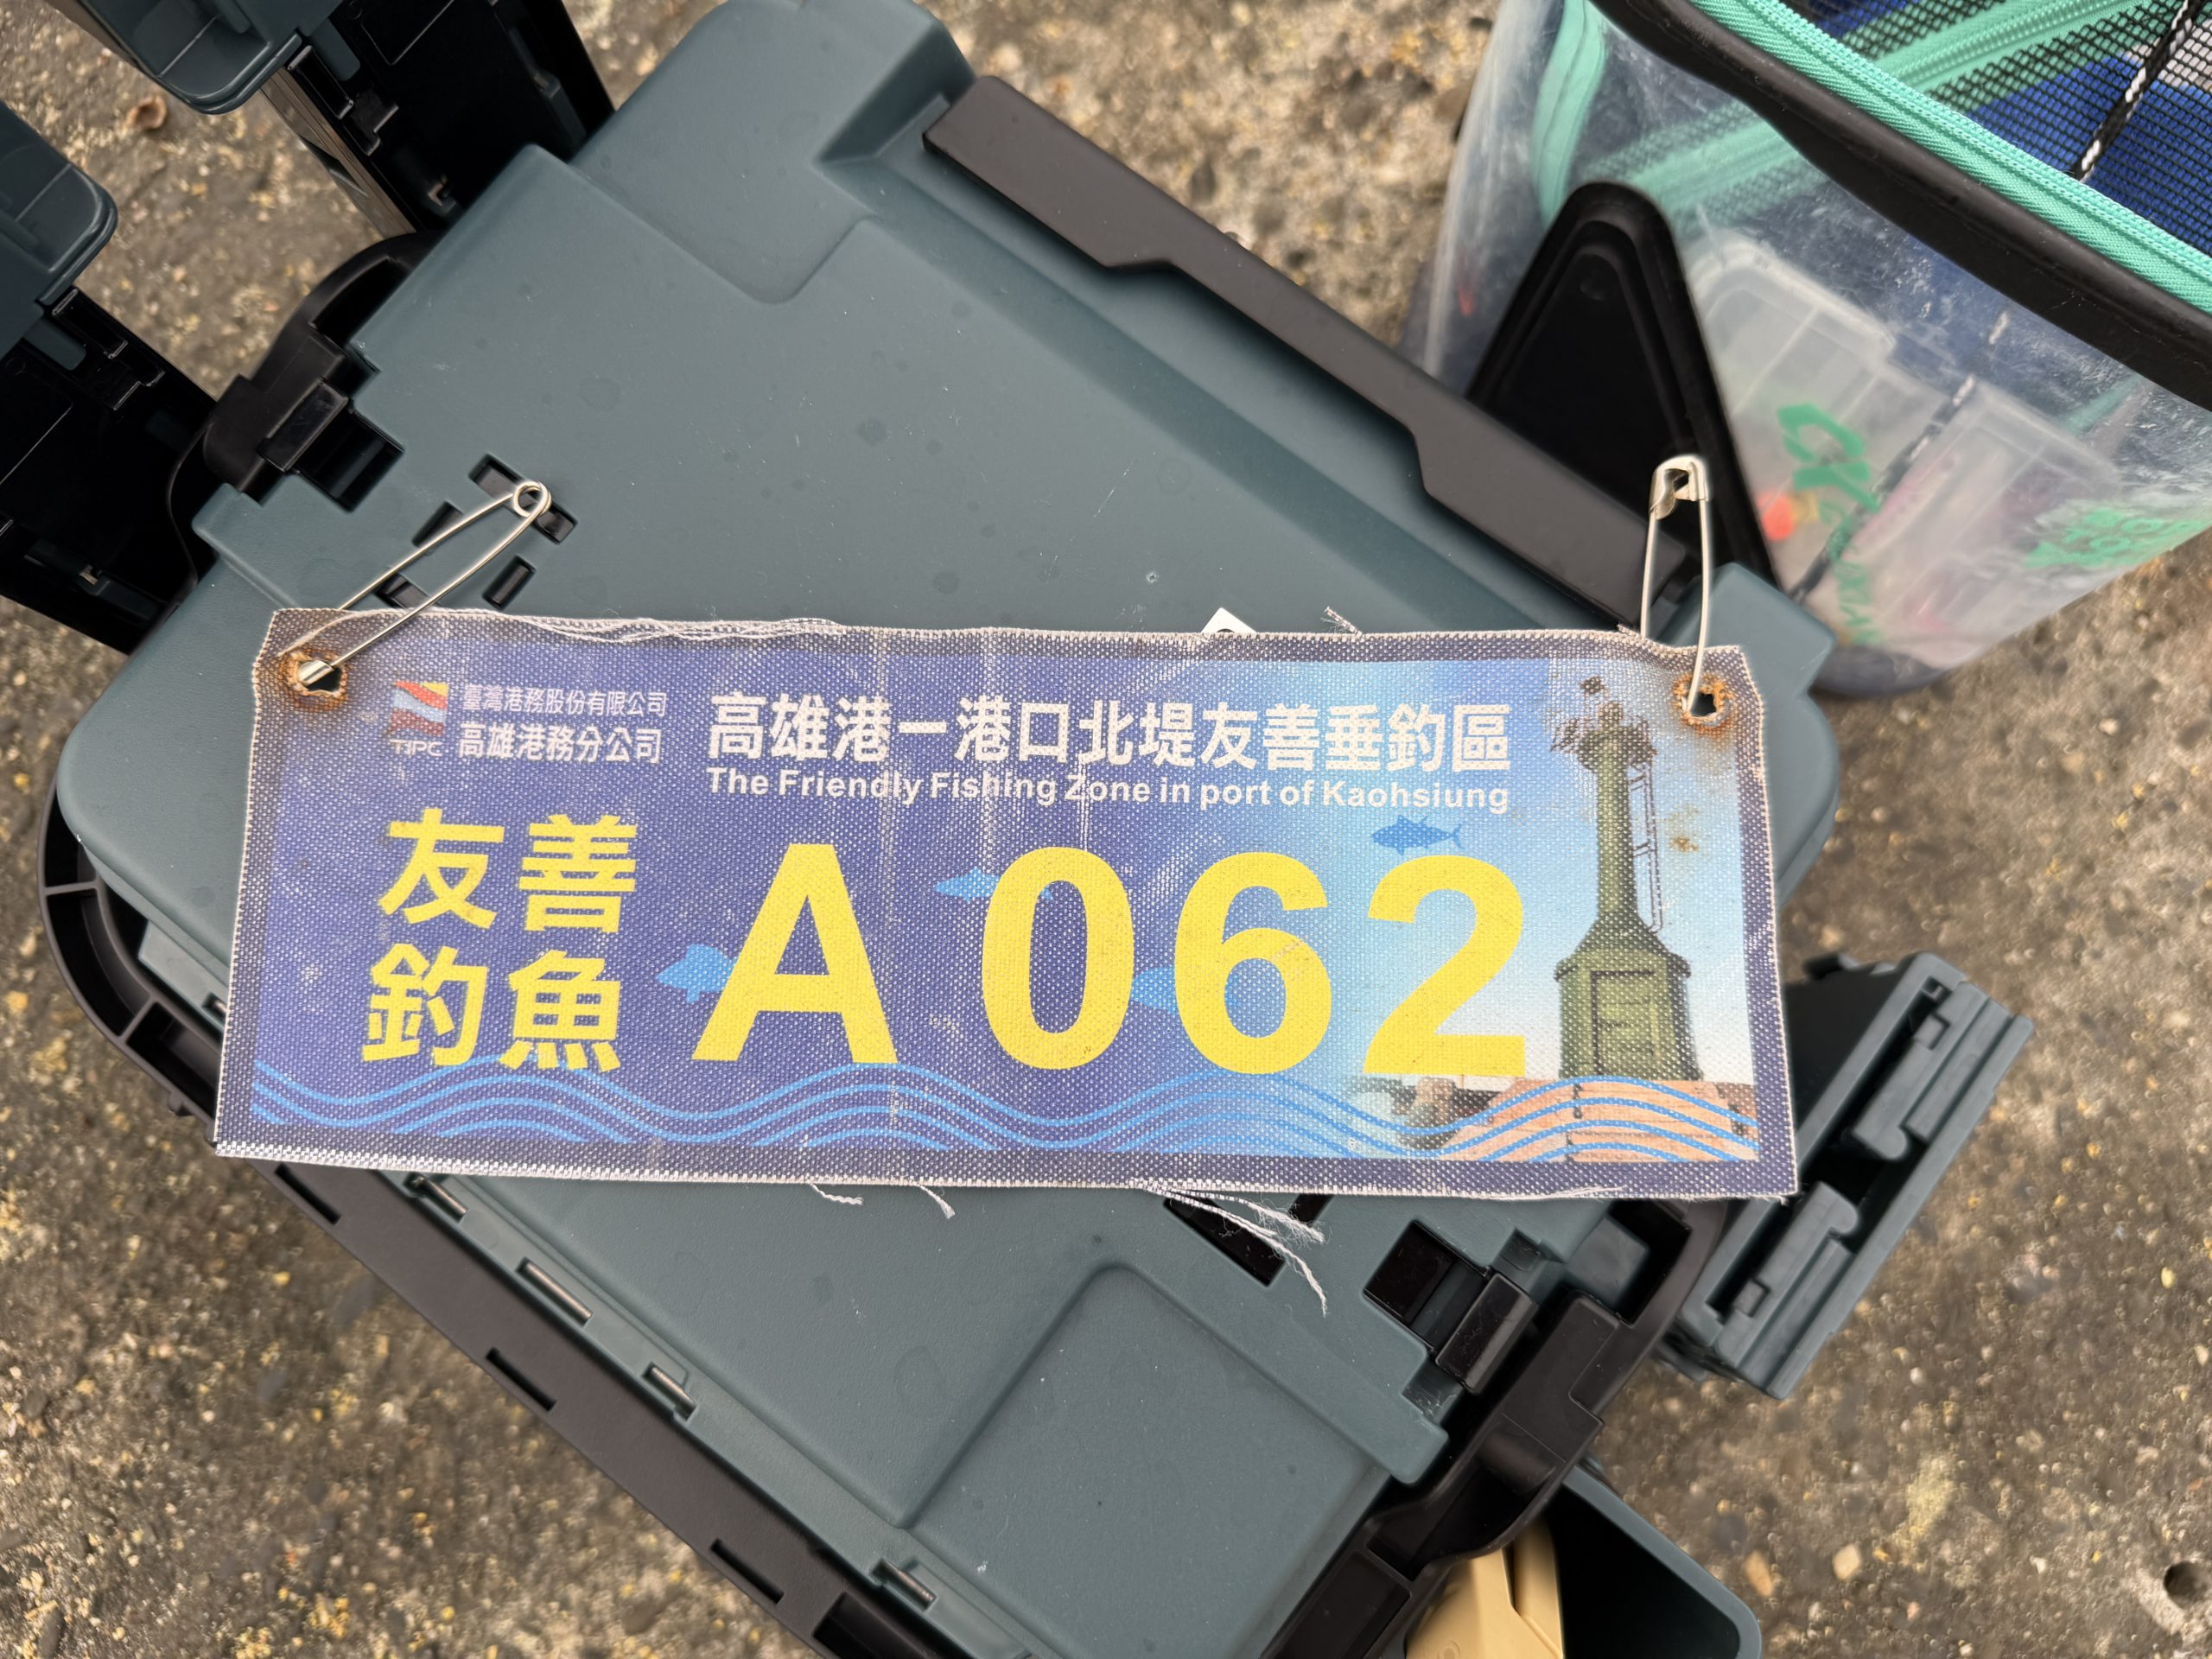 臺灣港務股份有限公司
TIPC 高雄港務分公司
高雄港一港口北堤友善垂釣區
The Friendly Fishing Zone in port of Kaohsiung
友善
釣魚
A062